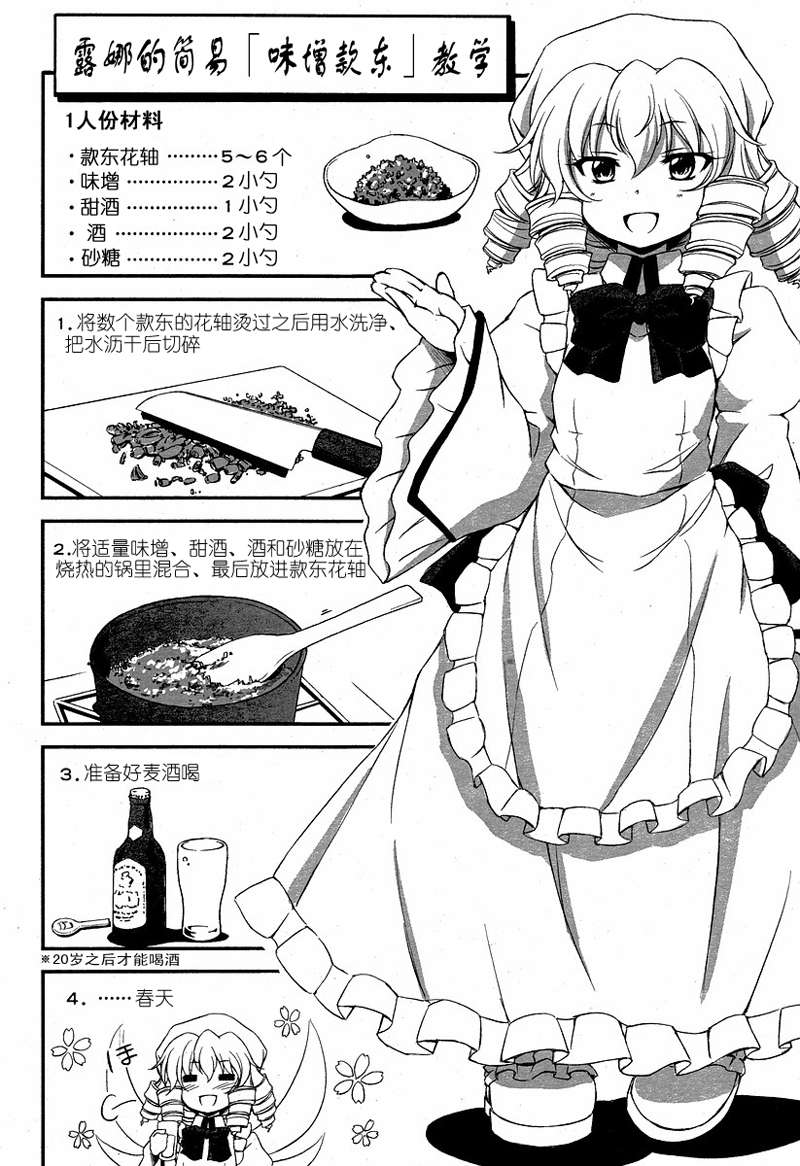 露娜的简易「味增款东」教学
1人份材料
・款东花轴………5～6个
・味增…………2小勺
・甜酒…………1小勺
・酒…………2小勺
・砂糖…………2小勺
1.将数个款东的花轴烫过之后用水洗净、
把水沥干后切碎
2.将适量味增、甜酒、酒和砂糖放在
烧热的锅里混合、最后放进款东花轴
3.准备好麦酒喝
※20岁之后才能喝酒
4.……春天
ほ